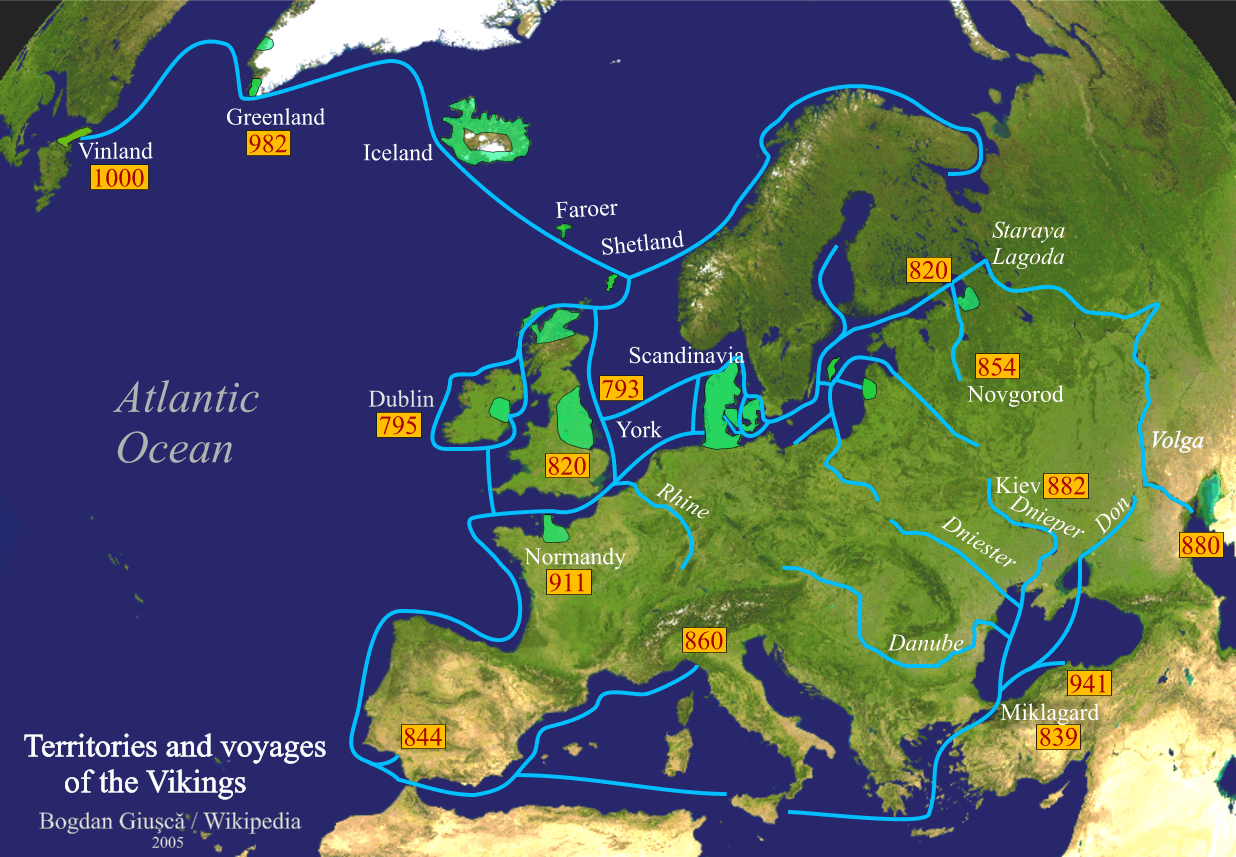 Greenland
982
Vinland
1000
Iceland
Faroer
Shetland
Staraya
Lagoda
820
Scandinavia
793
854
Novgorod
Dublin
795
Atlantic
Ocean
York
820
Volga
Rhine
Kiev 882
Dnieper
Don
Dniester
880
Normandy
911
860
Danube
941
Miklagard
839
844
Territories and voyages
of the Vikings
Bogdan Giuşcă / Wikipedia
2005